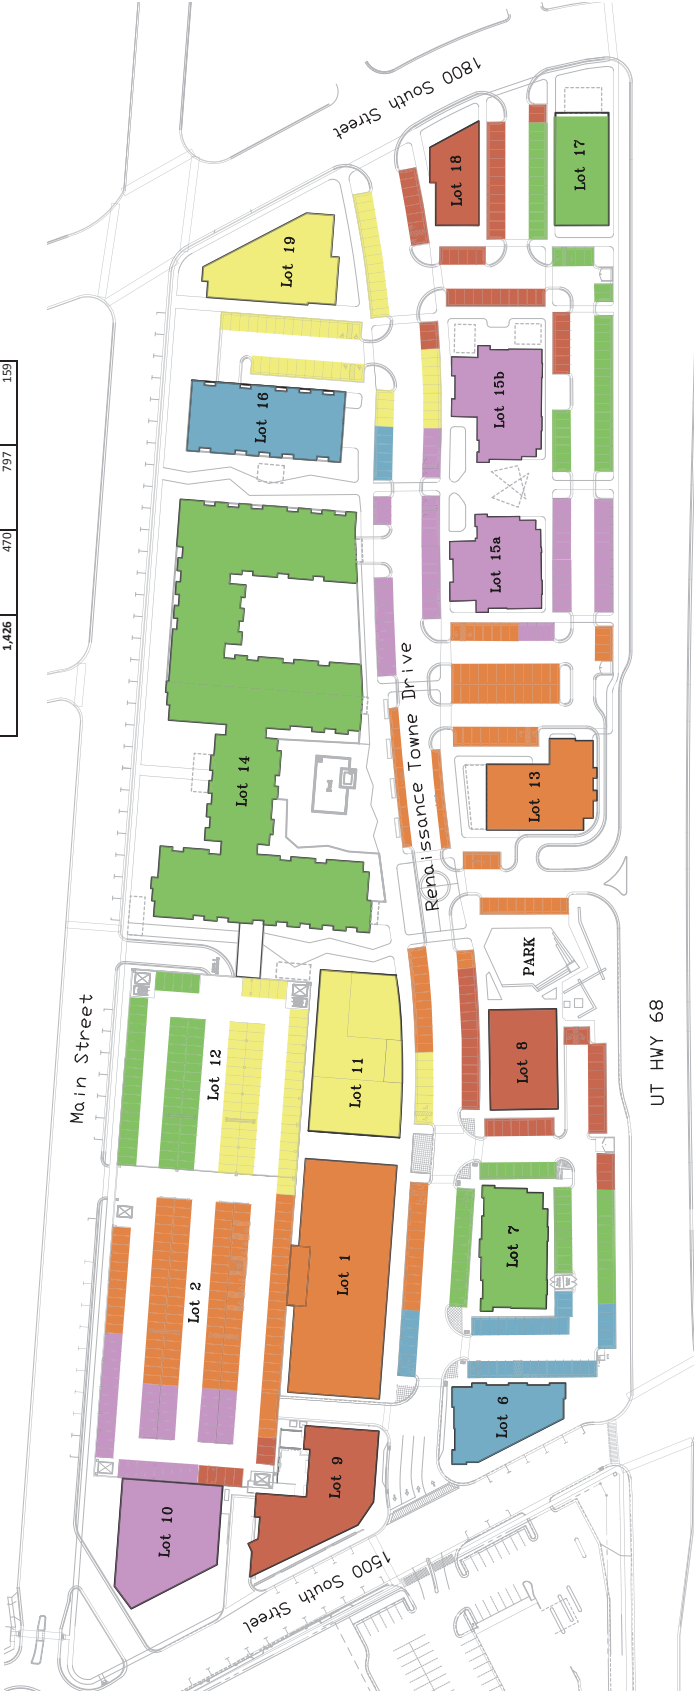 1800 South Street
Lot 17
Lot 18
Lot 19
Lot 15b
Lot 16
159
797
470
1,426
Lot 15a
Renaissance Towne Drive
Lot 14
Lot 13
PARK
Main Street
Lot 12
Lot 11
Lot 8
UT HWY 68
Lot 7
Lot 1
Lot 2
Lot 6
Lot 9
Lot 10
1500 South Street